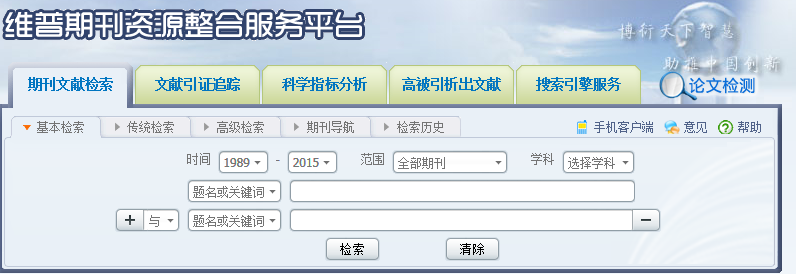 维普期刊资源整合服务平台
博衍天下智慧
助推中国创新
期刊文献检索 文献引证追踪 科学指标分析 高被引析出文献 搜索引擎服务 论文检测
基本检索 传统检索 高级检索 期刊导航 检索历史 手机客户端 意见 帮助
时间 1989 - 2015 范围 全部期刊 学科 选择学科
题名或关键词
+ 与 题名或关键词 −
检索 清除